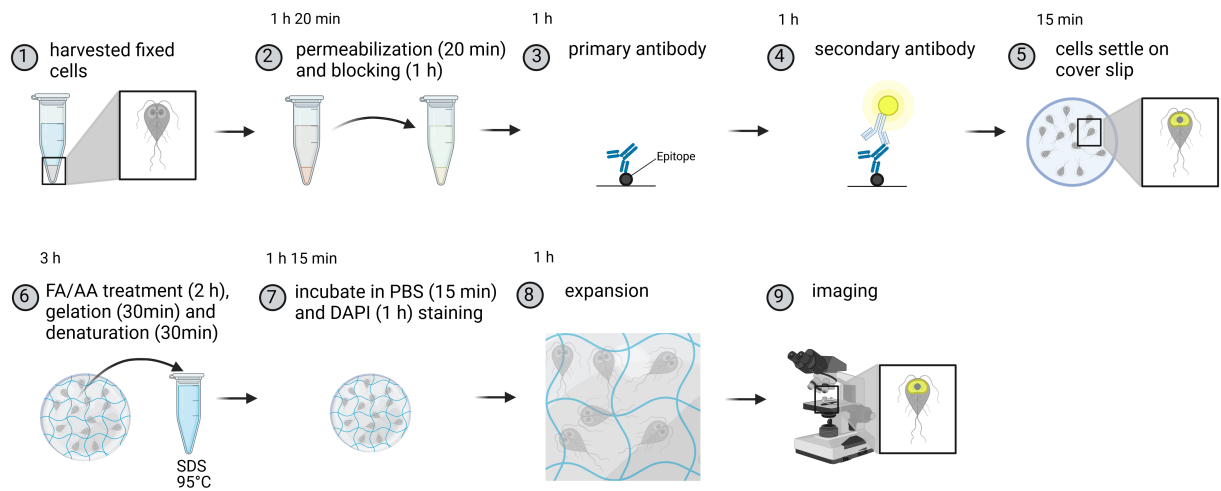 1 h 20 min
1 h
1 h
15 min
1 harvested fixed
cells
2 permeabilization (20 min)
and blocking (1 h)
3 primary antibody
4 secondary antibody
5 cells settle on
cover slip
Epitope
3 h
1 h 15 min
1 h
6 FA/AA treatment (2 h),
gelation (30min) and
denaturation (30min)
7 incubate in PBS (15 min)
and DAPI (1 h) staining
8 expansion
9 imaging
SDS
95°C